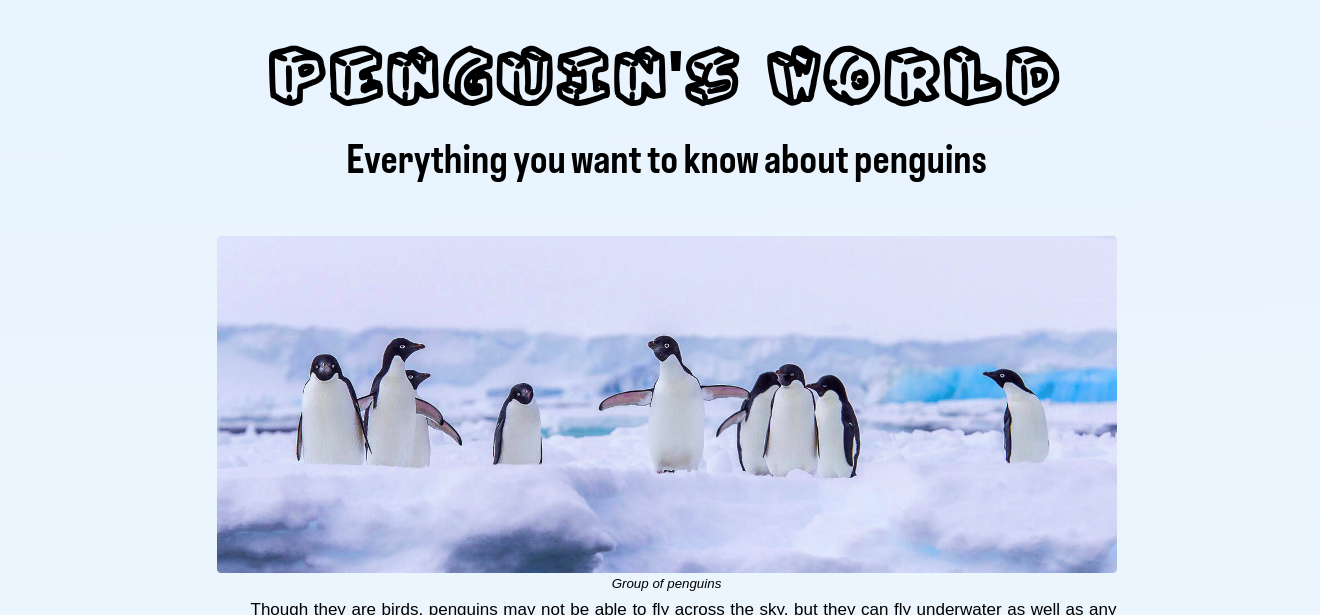 PENGUIN'S WORLD
Everything you want to know about penguins
Group of penguins
Though they are birds, penguins may not be able to fly across the sky, but they can fly underwater as well as any